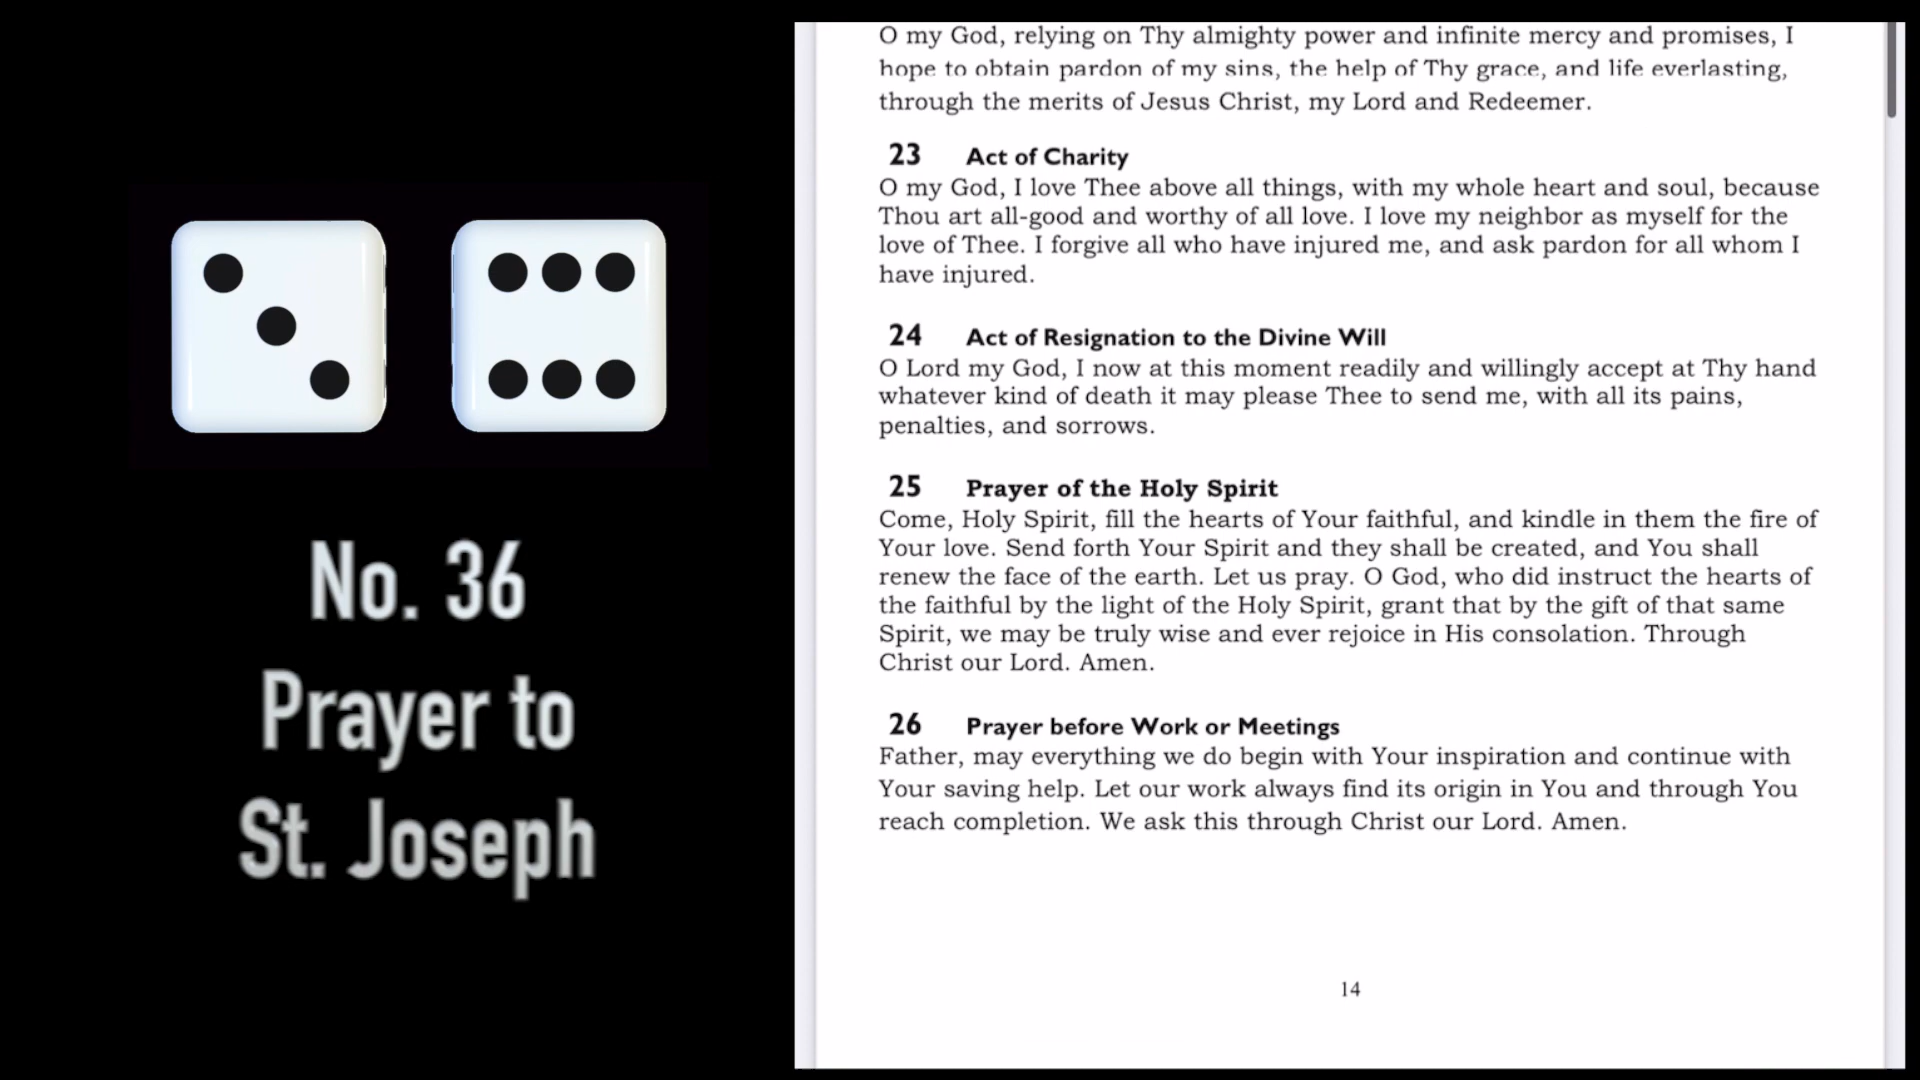 No. 36
Prayer to
St. Joseph
O my God, relying on Thy almighty power and infinite mercy and promises, I
hope to obtain pardon of my sins, the help of Thy grace, and life everlasting,
through the merits of Jesus Christ, my Lord and Redeemer.
23 Act of Charity
O my God, I love Thee above all things, with my whole heart and soul, because
Thou art all-good and worthy of all love. I love my neighbor as myself for the
love of Thee. I forgive all who have injured me, and ask pardon for all whom I
have injured.
24 Act of Resignation to the Divine Will
O Lord my God, I now at this moment readily and willingly accept at Thy hand
whatever kind of death it may please Thee to send me, with all its pains,
penalties, and sorrows.
25 Prayer of the Holy Spirit
Come, Holy Spirit, fill the hearts of Your faithful, and kindle in them the fire of
Your love. Send forth Your Spirit and they shall be created, and You shall
renew the face of the earth. Let us pray. O God, who did instruct the hearts of
the faithful by the light of the Holy Spirit, grant that by the gift of that same
Spirit, we may be truly wise and ever rejoice in His consolation. Through
Christ our Lord. Amen.
26 Prayer before Work or Meetings
Father, may everything we do begin with Your inspiration and continue with
Your saving help. Let our work always find its origin in You and through You
reach completion. We ask this through Christ our Lord. Amen.
14